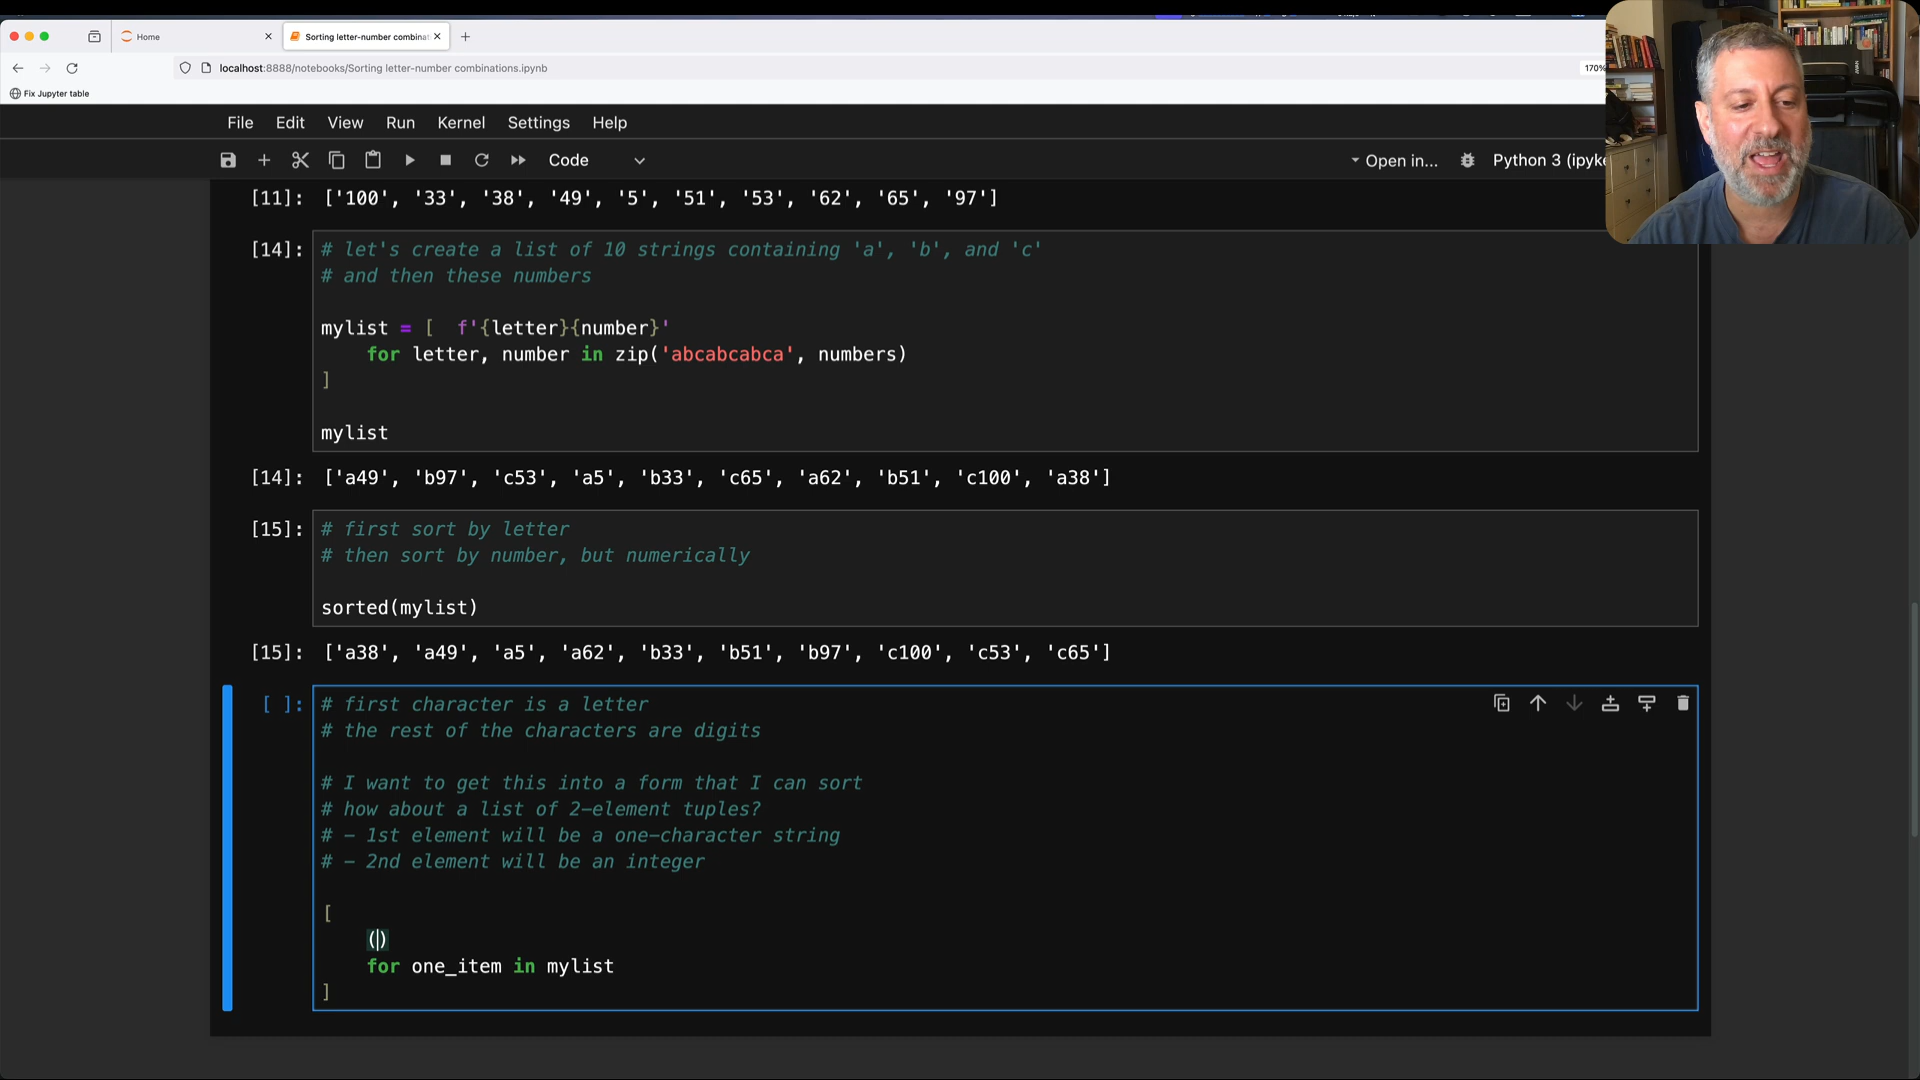 Home
Sorting letter-number combinat
localhost:8888/notebooks/Sorting letter-number combinations.ipynb
170%
Fix Jupyter table
File Edit View Run Kernel Settings Help
Code
Open in...
Python 3 (ipyke
[11]: ['100', '33', '38', '49', '5', '51', '53', '62', '65', '97']
[14]: # let's create a list of 10 strings containing 'a', 'b', and 'c'
# and then these numbers
mylist = [  f'{letter}{number}'
for letter, number in zip('abcabcabca', numbers)
]
mylist
[14]: ['a49', 'b97', 'c53', 'a5', 'b33', 'c65', 'a62', 'b51', 'c100', 'a38']
[15]: # first sort by letter
# then sort by number, but numerically
sorted(mylist)
[15]: ['a38', 'a49', 'a5', 'a62', 'b33', 'b51', 'b97', 'c100', 'c53', 'c65']
[ ]: # first character is a letter
# the rest of the characters are digits
# I want to get this into a form that I can sort
# how about a list of 2-element tuples?
# - 1st element will be a one-character string
# - 2nd element will be an integer
[
()
for one_item in mylist
]